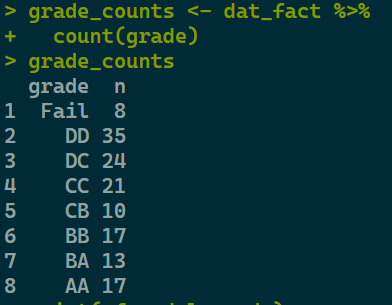 > grade_counts <- dat_fact %>%
+   count(grade)
> grade_counts
  grade  n
1  Fail  8
2    DD 35
3    DC 24
4    CC 21
5    CB 10
6    BB 17
7    BA 13
8    AA 17